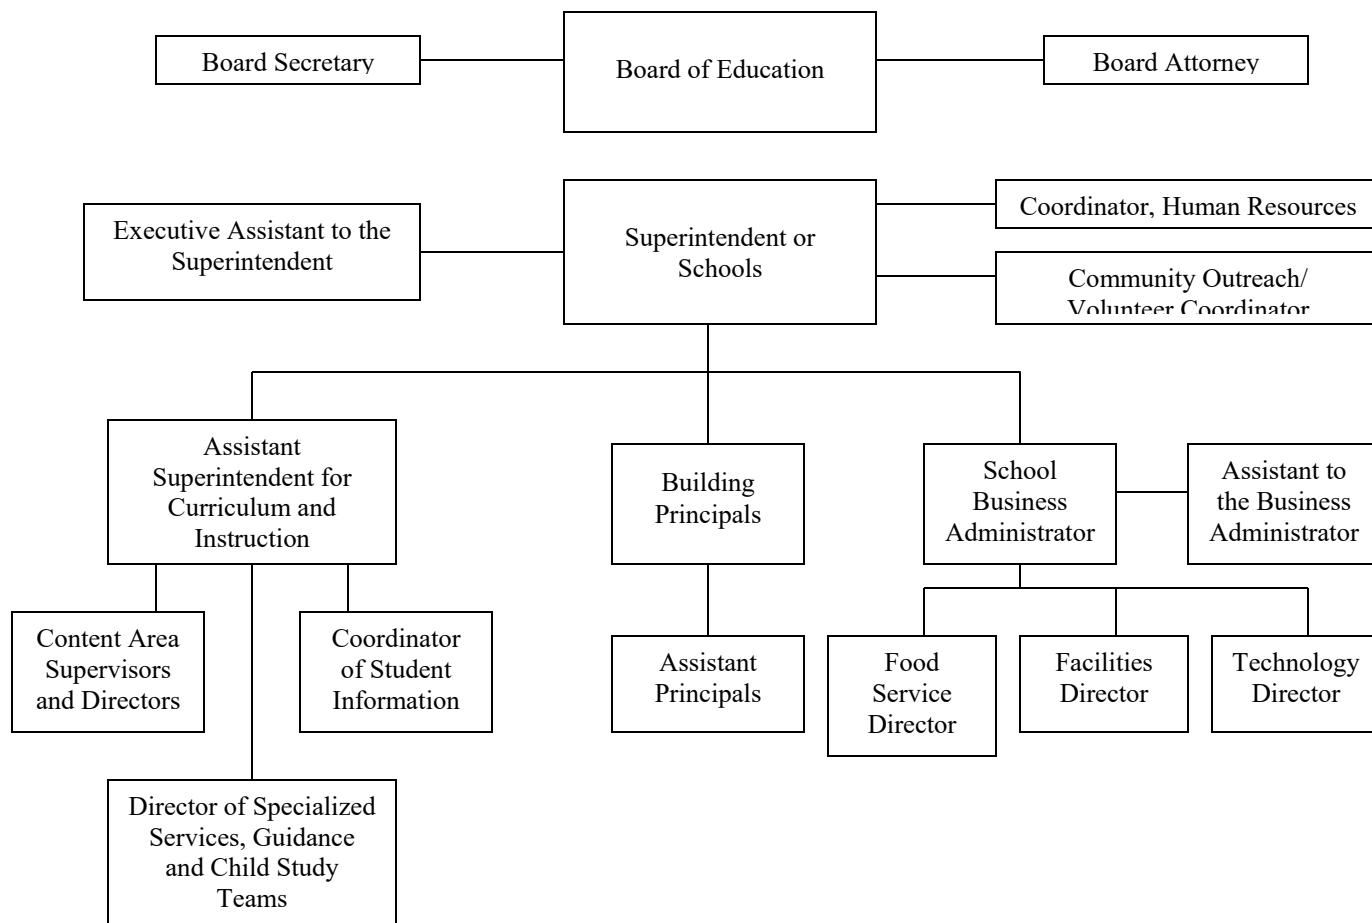 Board Secretary
Board of Education
Board Attorney
Executive Assistant to the
Superintendent
Superintendent or
Schools
Coordinator, Human Resources
Community Outreach/
Volunteer Coordinator
Assistant
Superintendent for
Curriculum and
Instruction
Building
Principals
School
Business
Administrator
Assistant to
the Business
Administrator
Content Area
Supervisors
and Directors
Coordinator
of Student
Information
Assistant
Principals
Food
Service
Director
Facilities
Director
Technology
Director
Director of Specialized
Services, Guidance
and Child Study
Teams